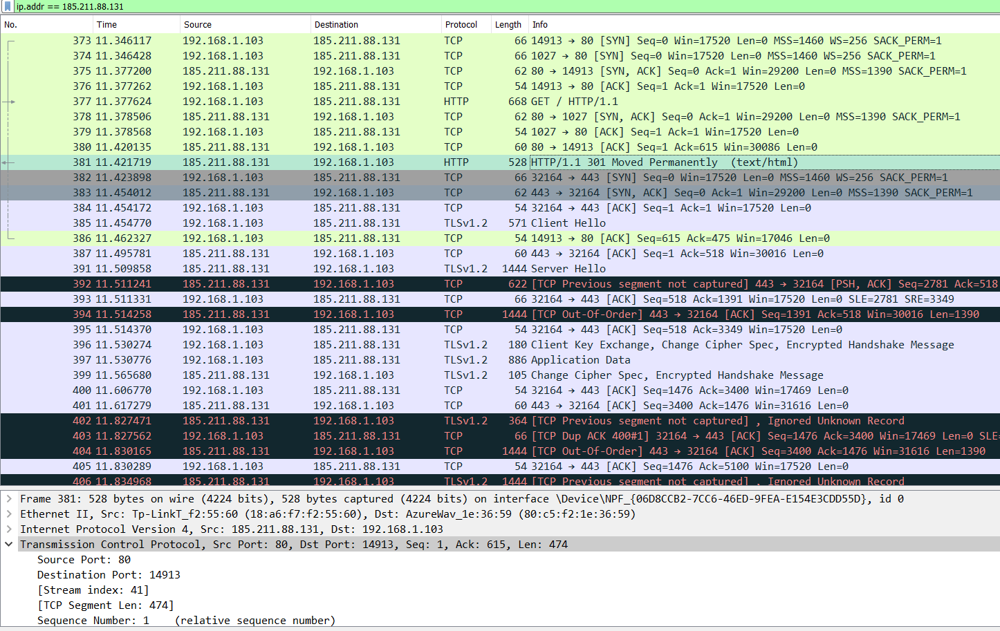 ip.addr == 185.211.88.131
No. Time Source Destination Protocol Length Info
373 11.346117 192.168.1.103 185.211.88.131 TCP 66 14913 → 80 [SYN] Seq=0 Win=17520 Len=0 MSS=1460 WS=256 SACK_PERM=1
374 11.346428 192.168.1.103 185.211.88.131 TCP 66 1027 → 80 [SYN] Seq=0 Win=17520 Len=0 MSS=1460 WS=256 SACK_PERM=1
375 11.377200 185.211.88.131 192.168.1.103 TCP 62 80 → 14913 [SYN, ACK] Seq=0 Ack=1 Win=29200 Len=0 MSS=1390 SACK_PERM=1
376 11.377262 192.168.1.103 185.211.88.131 TCP 54 14913 → 80 [ACK] Seq=1 Ack=1 Win=17520 Len=0
377 11.377624 192.168.1.103 185.211.88.131 HTTP 668 GET / HTTP/1.1
378 11.378506 185.211.88.131 192.168.1.103 TCP 62 80 → 1027 [SYN, ACK] Seq=0 Ack=1 Win=29200 Len=0 MSS=1390 SACK_PERM=1
379 11.378568 192.168.1.103 185.211.88.131 TCP 54 1027 → 80 [ACK] Seq=1 Ack=1 Win=17520 Len=0
380 11.420135 185.211.88.131 192.168.1.103 TCP 60 80 → 14913 [ACK] Seq=1 Ack=615 Win=30086 Len=0
381 11.421719 185.211.88.131 192.168.1.103 HTTP 528 HTTP/1.1 301 Moved Permanently (text/html)
382 11.423898 192.168.1.103 185.211.88.131 TCP 66 32164 → 443 [SYN] Seq=0 Win=17520 Len=0 MSS=1460 WS=256 SACK_PERM=1
383 11.454012 185.211.88.131 192.168.1.103 TCP 62 443 → 32164 [SYN, ACK] Seq=0 Ack=1 Win=29200 Len=0 MSS=1390 SACK_PERM=1
384 11.454172 192.168.1.103 185.211.88.131 TCP 54 32164 → 443 [ACK] Seq=1 Ack=1 Win=17520 Len=0
385 11.454770 192.168.1.103 185.211.88.131 TLSv1.2 571 Client Hello
386 11.462327 192.168.1.103 185.211.88.131 TCP 54 14913 → 80 [ACK] Seq=615 Ack=475 Win=17046 Len=0
387 11.495781 185.211.88.131 192.168.1.103 TCP 60 443 → 32164 [ACK] Seq=1 Ack=518 Win=30016 Len=0
391 11.509858 185.211.88.131 192.168.1.103 TLSv1.2 1444 Server Hello
392 11.511241 185.211.88.131 192.168.1.103 TCP 622 [TCP Previous segment not captured] 443 → 32164 [PSH, ACK] Seq=2781 Ack=518
393 11.511331 192.168.1.103 185.211.88.131 TCP 66 32164 → 443 [ACK] Seq=518 Ack=1391 Win=17520 Len=0 SLE=2781 SRE=3349
394 11.514258 185.211.88.131 192.168.1.103 TCP 1444 [TCP Out-Of-Order] 443 → 32164 [ACK] Seq=1391 Ack=518 Win=30016 Len=1390
395 11.514370 192.168.1.103 185.211.88.131 TCP 54 32164 → 443 [ACK] Seq=518 Ack=3349 Win=17520 Len=0
396 11.530274 192.168.1.103 185.211.88.131 TLSv1.2 180 Client Key Exchange, Change Cipher Spec, Encrypted Handshake Message
397 11.530776 192.168.1.103 185.211.88.131 TLSv1.2 886 Application Data
399 11.565680 185.211.88.131 192.168.1.103 TLSv1.2 105 Change Cipher Spec, Encrypted Handshake Message
400 11.606770 192.168.1.103 185.211.88.131 TCP 54 32164 → 443 [ACK] Seq=1476 Ack=3400 Win=17469 Len=0
401 11.617279 185.211.88.131 192.168.1.103 TCP 60 443 → 32164 [ACK] Seq=3400 Ack=1476 Win=31616 Len=0
402 11.827471 185.211.88.131 192.168.1.103 TLSv1.2 364 [TCP Previous segment not captured] , Ignored Unknown Record
403 11.827562 192.168.1.103 185.211.88.131 TCP 66 [TCP Dup ACK 400#1] 32164 → 443 [ACK] Seq=1476 Ack=3400 Win=17469 Len=0 SLE=
404 11.830165 185.211.88.131 192.168.1.103 TCP 1444 [TCP Out-Of-Order] 443 → 32164 [ACK] Seq=3400 Ack=1476 Win=31616 Len=1390
405 11.830289 192.168.1.103 185.211.88.131 TCP 54 32164 → 443 [ACK] Seq=1476 Ack=5100 Win=17520 Len=0
406 11.834968 185.211.88.131 192.168.1.103 TLSv1.2 1444 [TCP Previous segment not captured] , Ignored Unknown Record
Frame 381: 528 bytes on wire (4224 bits), 528 bytes captured (4224 bits) on interface \Device\NPF_{06D8CCB2-7CC6-46ED-9FEA-E154E3CDD55D}, id 0
Ethernet II, Src: Tp-LinkT_f2:55:60 (18:a6:f7:f2:55:60), Dst: AzureWav_1e:36:59 (80:c5:f2:1e:36:59)
Internet Protocol Version 4, Src: 185.211.88.131, Dst: 192.168.1.103
Transmission Control Protocol, Src Port: 80, Dst Port: 14913, Seq: 1, Ack: 615, Len: 474
Source Port: 80
Destination Port: 14913
[Stream index: 41]
[TCP Segment Len: 474]
Sequence Number: 1 (relative sequence number)